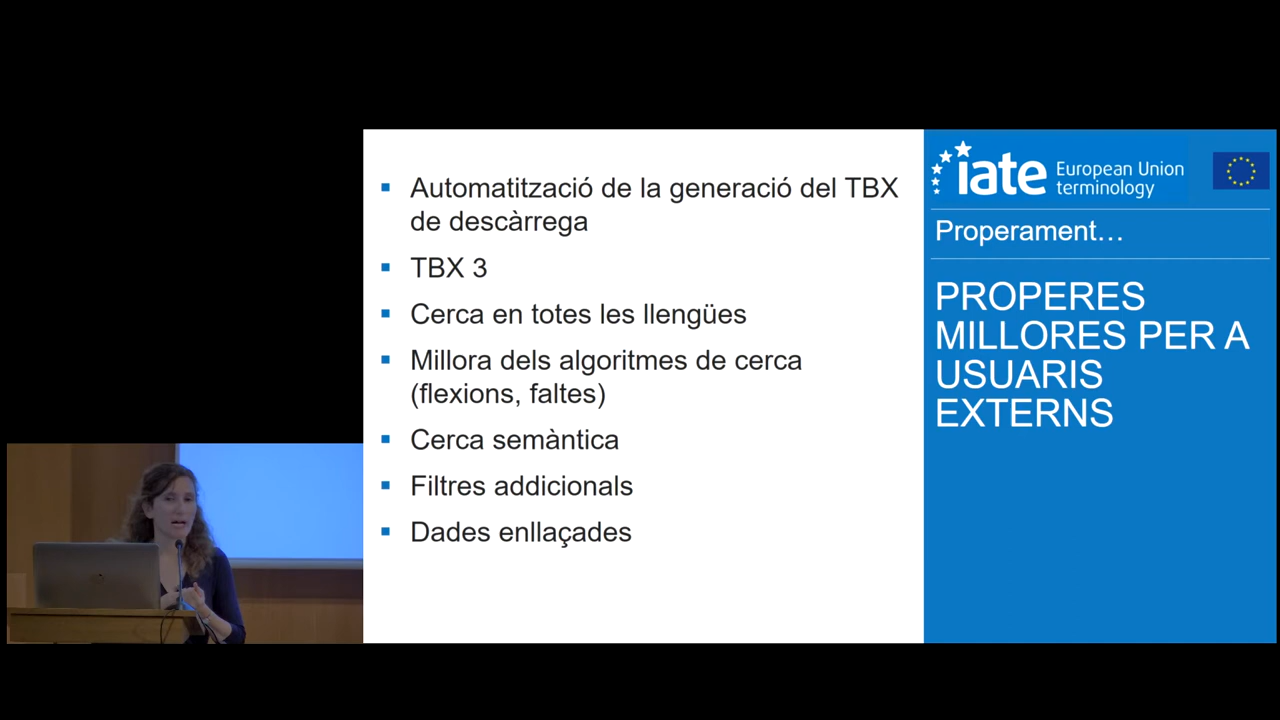 Automatització de la generació del TBX
de descàrrega
TBX 3
Cerca en totes les llengües
Millora dels algoritmes de cerca
(flexions, faltes)
Cerca semàntica
Filtres addicionals
Dades enllaçades
iate European Union
terminology
Properament…
PROPERES
MILLORES PER A
USUARIS
EXTERNS